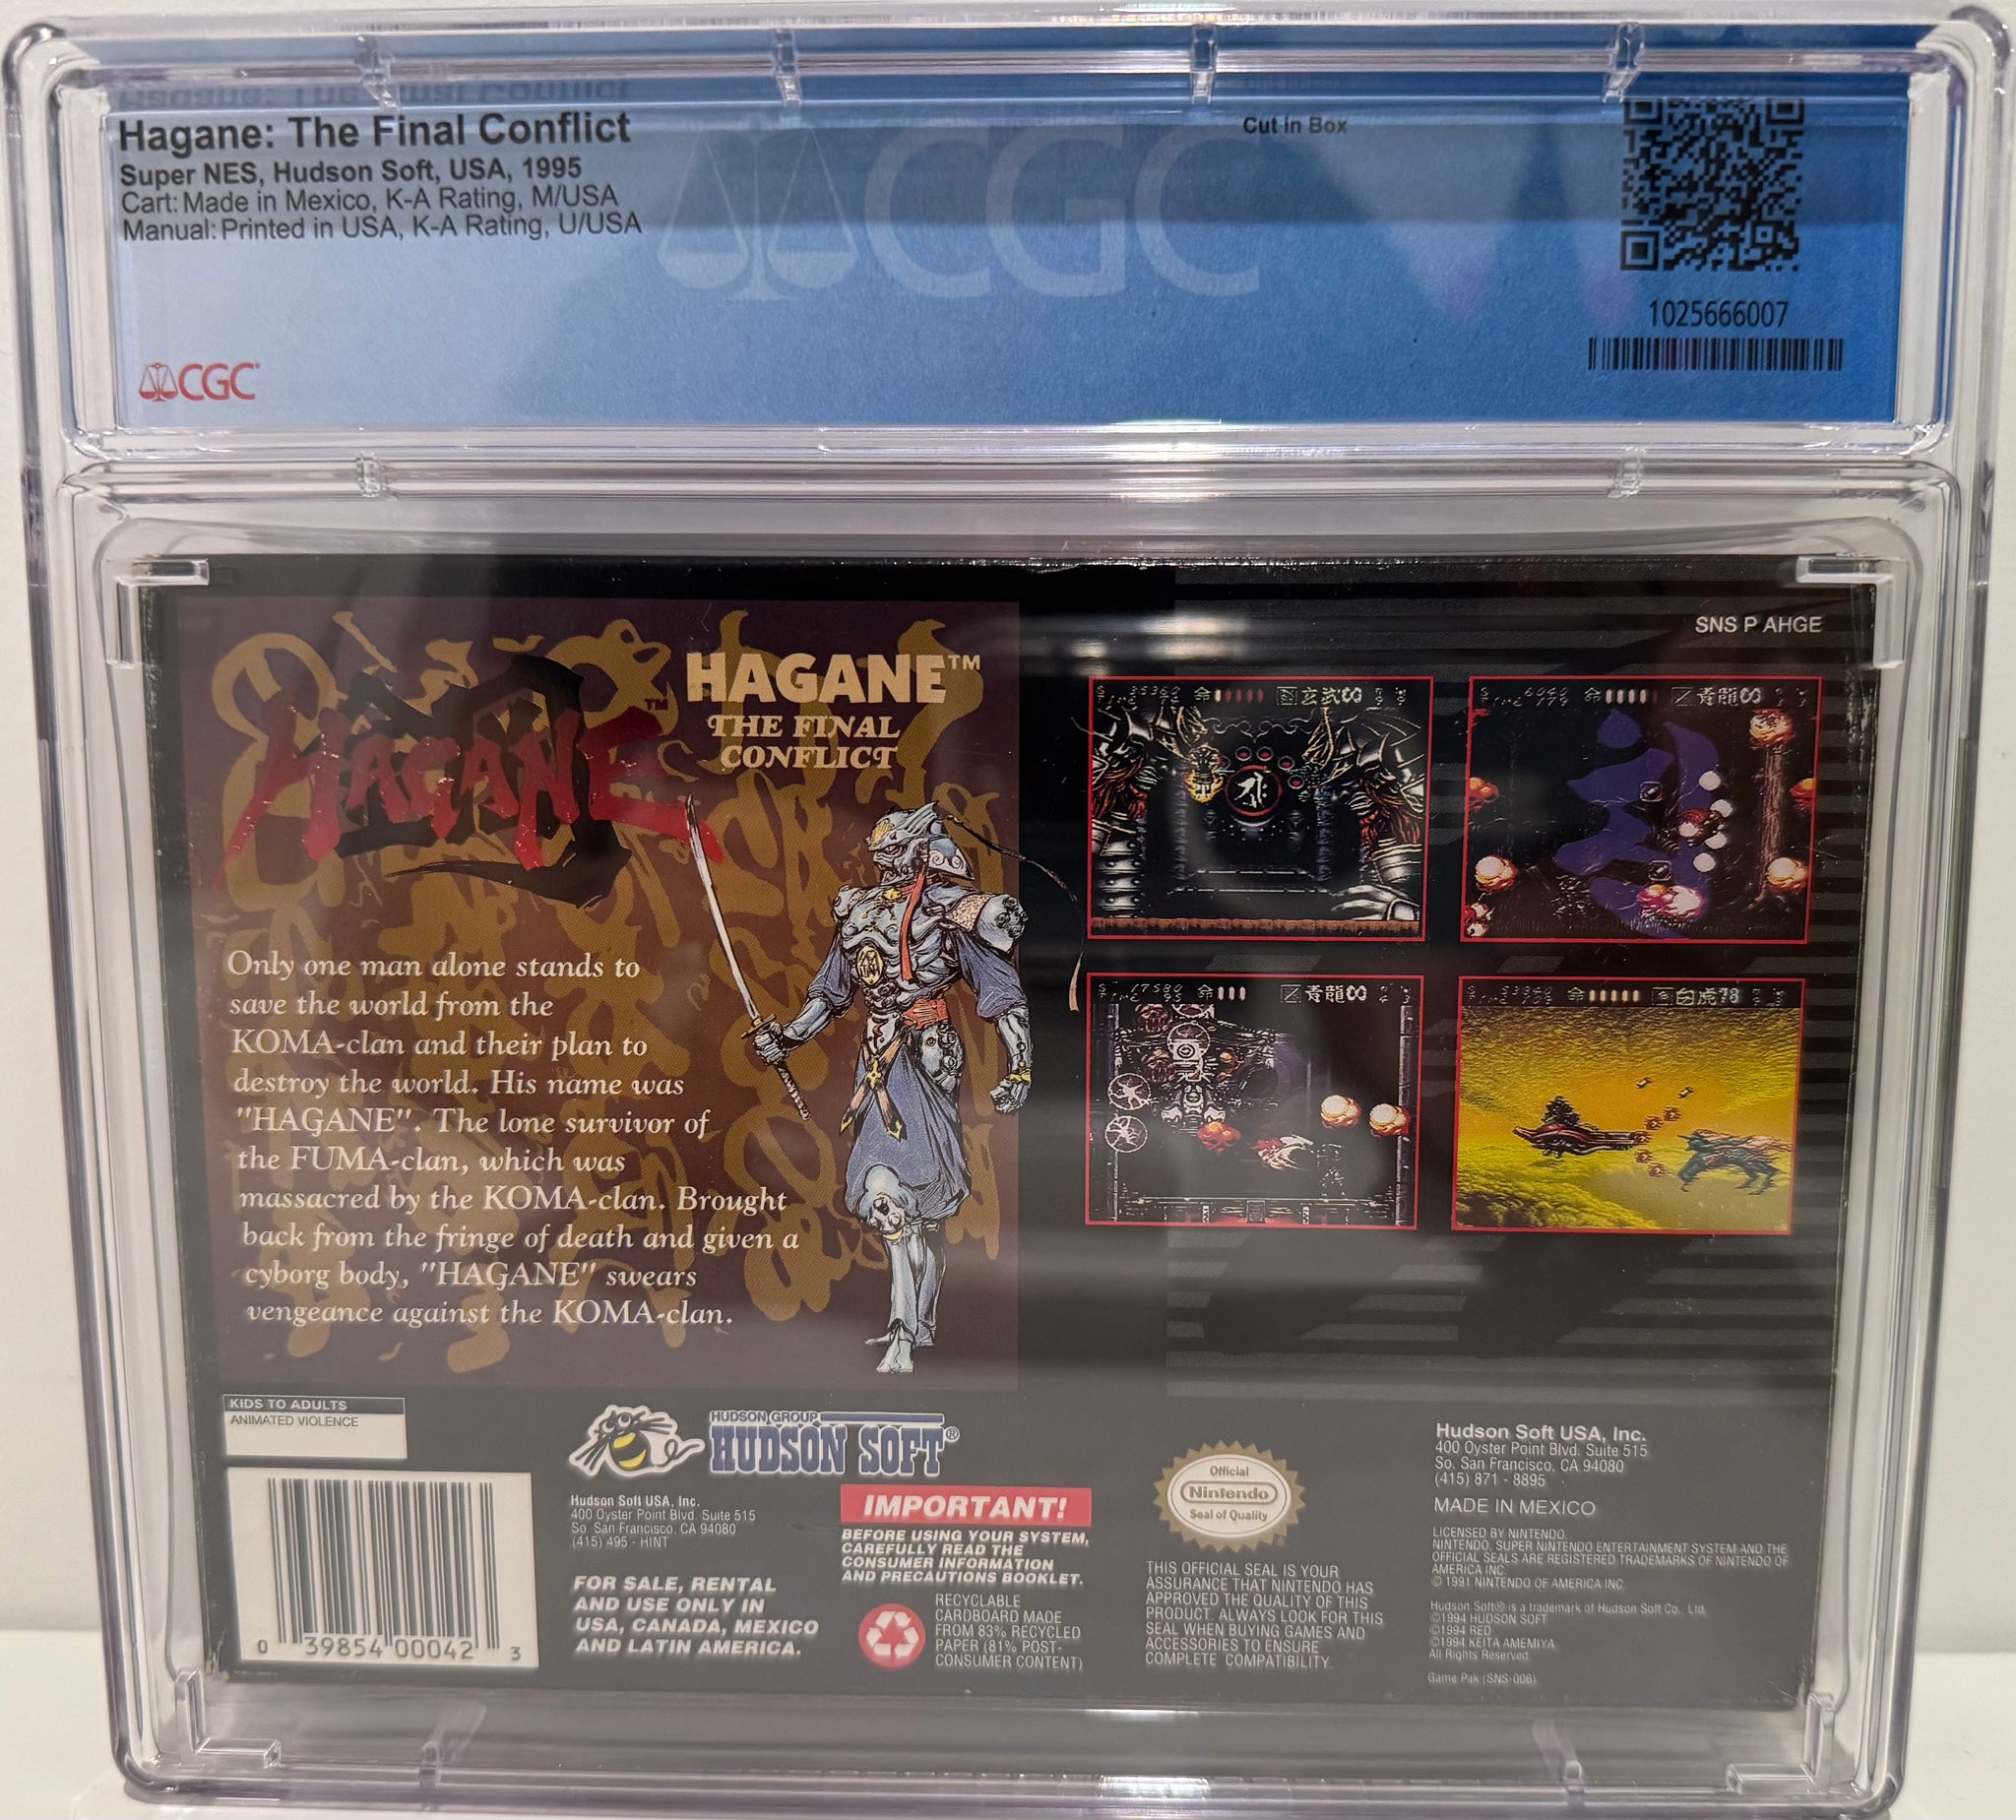 Hagane: The Final Conflict
Super NES, Hudson Soft, USA, 1995
Cart: Made in Mexico, K-A Rating, M/USA
Manual: Printed in USA, K-A Rating, U/USA
CGC
CGC
Cut in Box
1025666007
SNS P AHGE
HAGANE™
HAGANE™
THE FINAL
CONFLICT
Only one man alone stands to
save the world from the
KOMA-clan and their plan to
destroy the world. His name was
"HAGANE". The lone survivor of
the FUMA-clan, which was
massacred by the KOMA-clan. Brought
back from the fringe of death and given a
cyborg body, "HAGANE" swears
vengeance against the KOMA-clan.
玄武∞
青龍∞
青龍∞
白虎73
KIDS TO ADULTS
ANIMATED VIOLENCE
0 39854 00042 3
HUDSON GROUP
HUDSON SOFT®
Hudson Soft USA, Inc.
400 Oyster Point Blvd. Suite 515
So. San Francisco, CA 94080
(415) 495 - HINT
FOR SALE, RENTAL
AND USE ONLY IN
USA, CANADA, MEXICO
AND LATIN AMERICA.
IMPORTANT!
BEFORE USING YOUR SYSTEM,
CAREFULLY READ THE
CONSUMER INFORMATION
AND PRECAUTIONS BOOKLET.
RECYCLABLE
CARDBOARD MADE
FROM 83% RECYCLED
PAPER (81% POST-
CONSUMER CONTENT)
Official
Nintendo
Seal of Quality
THIS OFFICIAL SEAL IS YOUR
ASSURANCE THAT NINTENDO HAS
APPROVED THE QUALITY OF THIS
PRODUCT. ALWAYS LOOK FOR THIS
SEAL WHEN BUYING GAMES AND
ACCESSORIES TO ENSURE
COMPLETE COMPATIBILITY.
Hudson Soft USA, Inc.
400 Oyster Point Blvd. Suite 515
So. San Francisco, CA 94080
(415) 871 - 8895
MADE IN MEXICO
LICENSED BY NINTENDO.
NINTENDO, SUPER NINTENDO ENTERTAINMENT SYSTEM AND THE
OFFICIAL SEALS ARE REGISTERED TRADEMARKS OF NINTENDO OF
AMERICA INC.
© 1991 NINTENDO OF AMERICA INC.
Hudson Soft® is a trademark of Hudson Soft Co., Ltd.
©1994 HUDSON SOFT
©1994 RED
©1994 KEITA AMEMIYA
All Rights Reserved.
Game Pak (SNS-006)